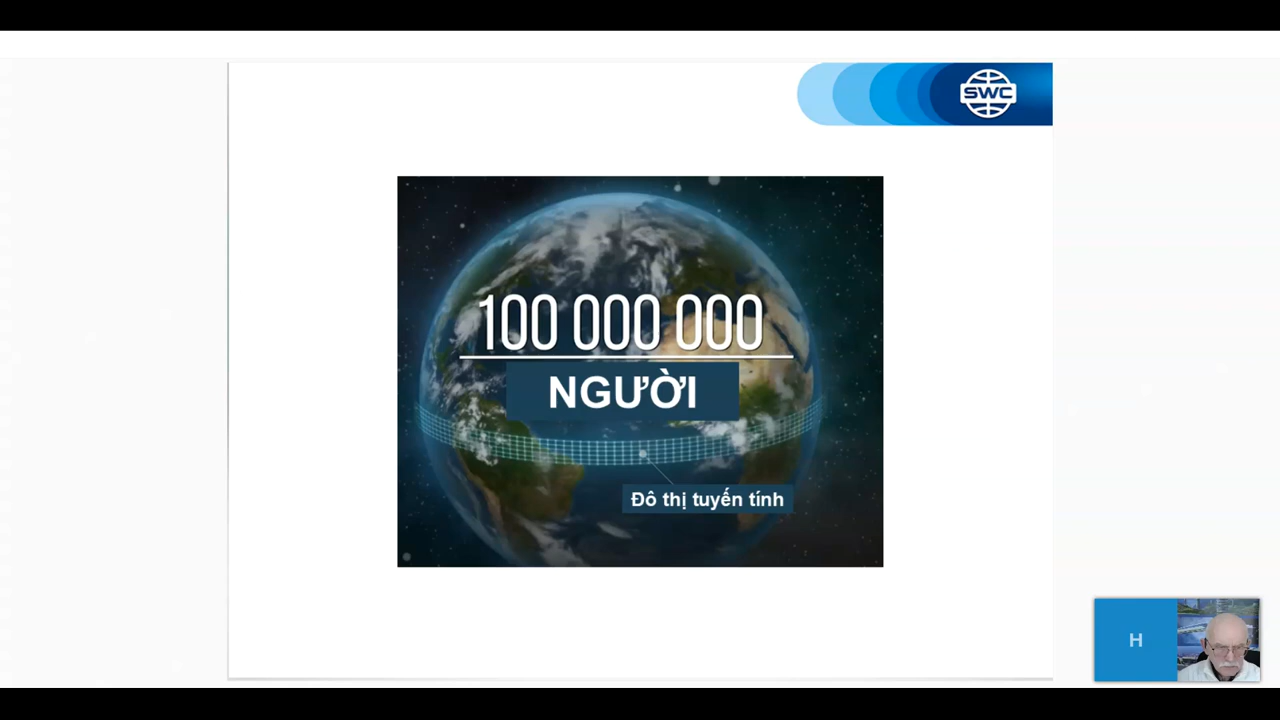 SWC
100 000 000
NGƯỜI
Đô thị tuyến tính
H